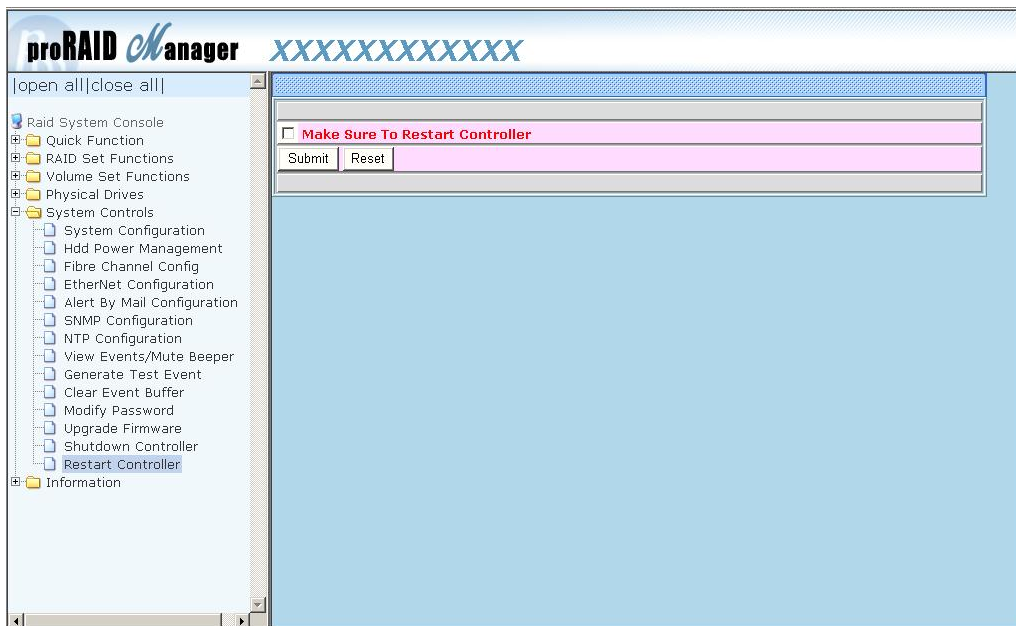 proRAID Manager
XXXXXXXXXXXX
|open all|close all|
Raid System Console
Quick Function
RAID Set Functions
Volume Set Functions
Physical Drives
System Controls
System Configuration
Hdd Power Management
Fibre Channel Config
EtherNet Configuration
Alert By Mail Configuration
SNMP Configuration
NTP Configuration
View Events/Mute Beeper
Generate Test Event
Clear Event Buffer
Modify Password
Upgrade Firmware
Shutdown Controller
Restart Controller
Information
Make Sure To Restart Controller
Submit Reset